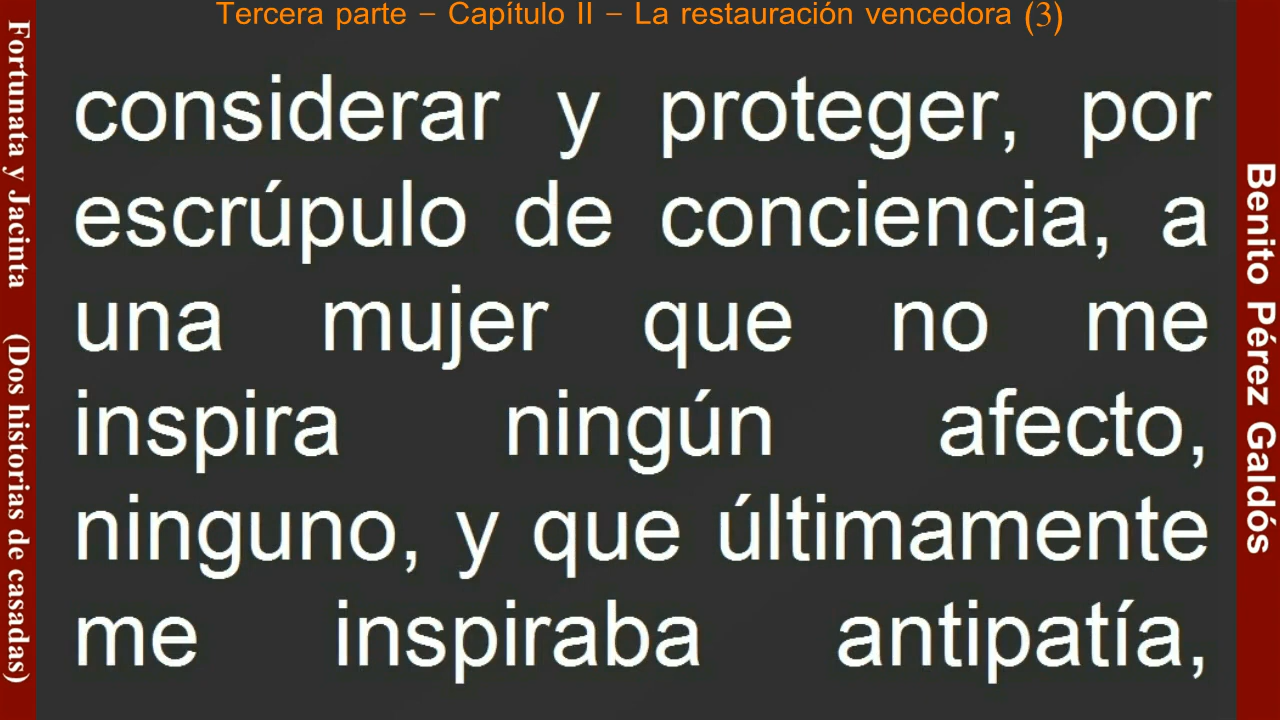 Tercera parte – Capítulo II – La restauración vencedora (3)
Fortunata y Jacinta (Dos historias de casadas)
considerar y proteger, por
escrúpulo de conciencia, a
una mujer que no me
inspira ningún afecto,
ninguno, y que últimamente
me inspiraba antipatía,
Benito Pérez Galdós